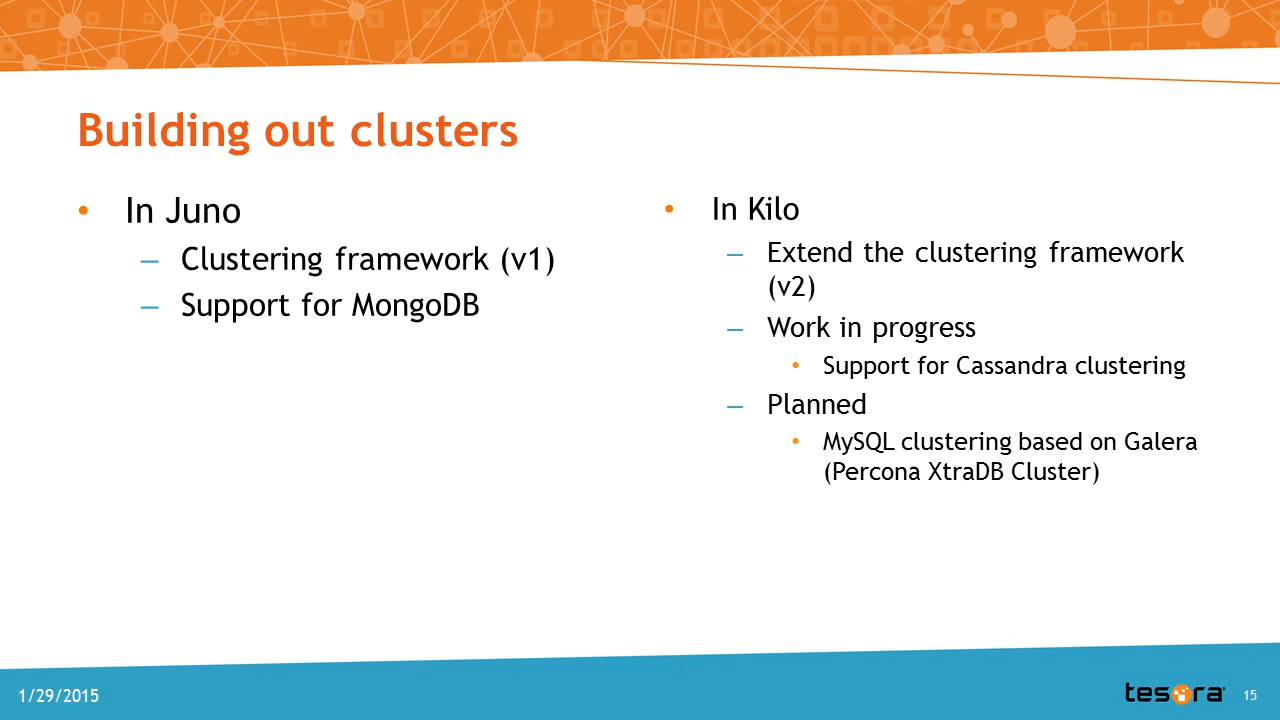 Building out clusters
• In Juno
– Clustering framework (v1)
– Support for MongoDB
• In Kilo
– Extend the clustering framework
(v2)
– Work in progress
• Support for Cassandra clustering
– Planned
• MySQL clustering based on Galera
(Percona XtraDB Cluster)
1/29/2015
tesora
15